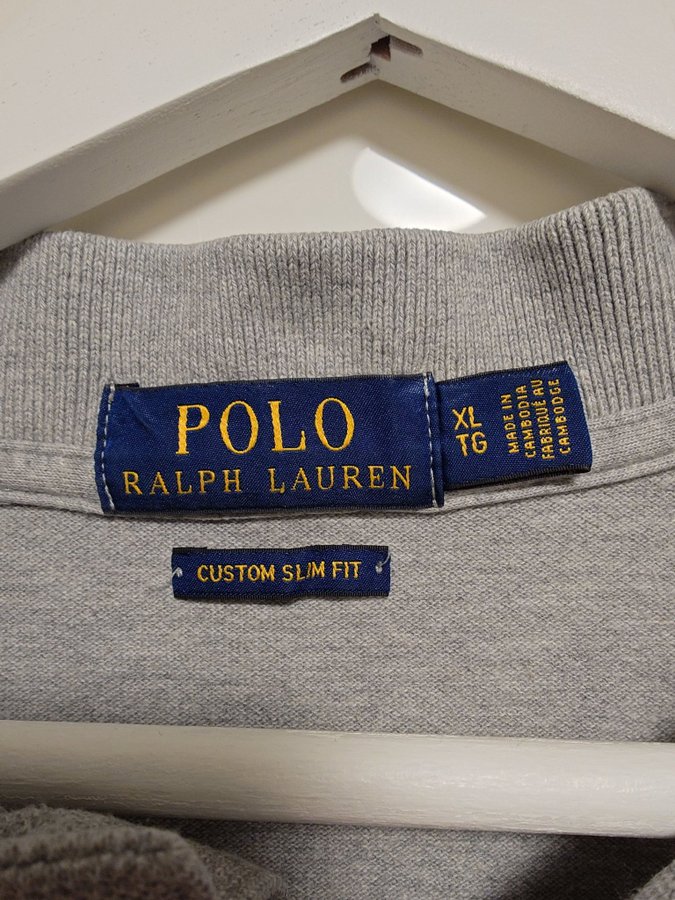 POLO
RALPH LAUREN
XL
TG
MADE IN
CAMBODIA
FABRIQUÉ AU
CAMBODGE
CUSTOM SLIM FIT